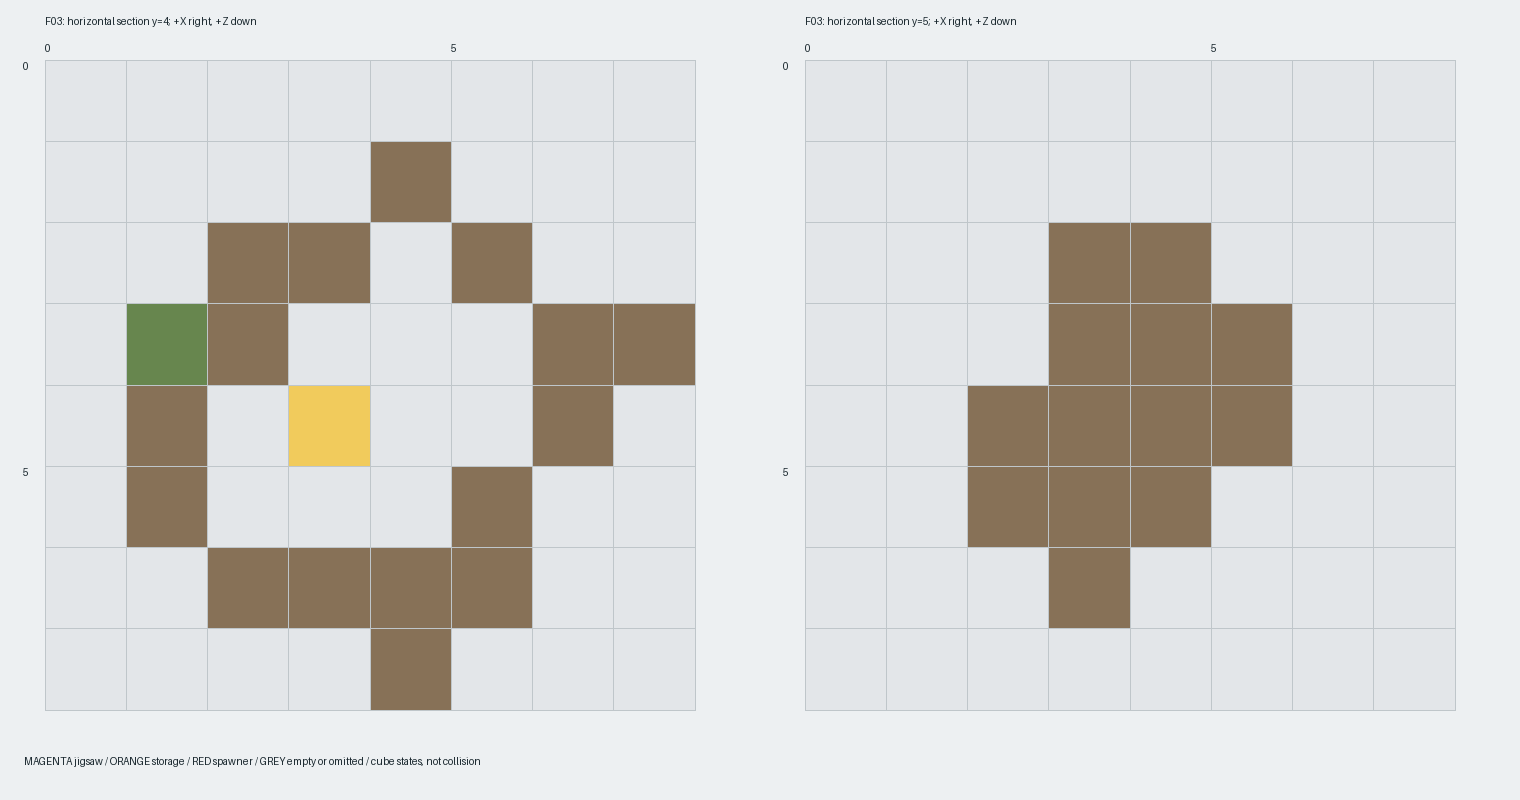 F03: horizontal section y=4; +X right, +Z down
F03: horizontal section y=5; +X right, +Z down
0 5
0 5
0
0
5
5
MAGENTA jigsaw / ORANGE storage / RED spawner / GREY empty or omitted / cube states, not collision